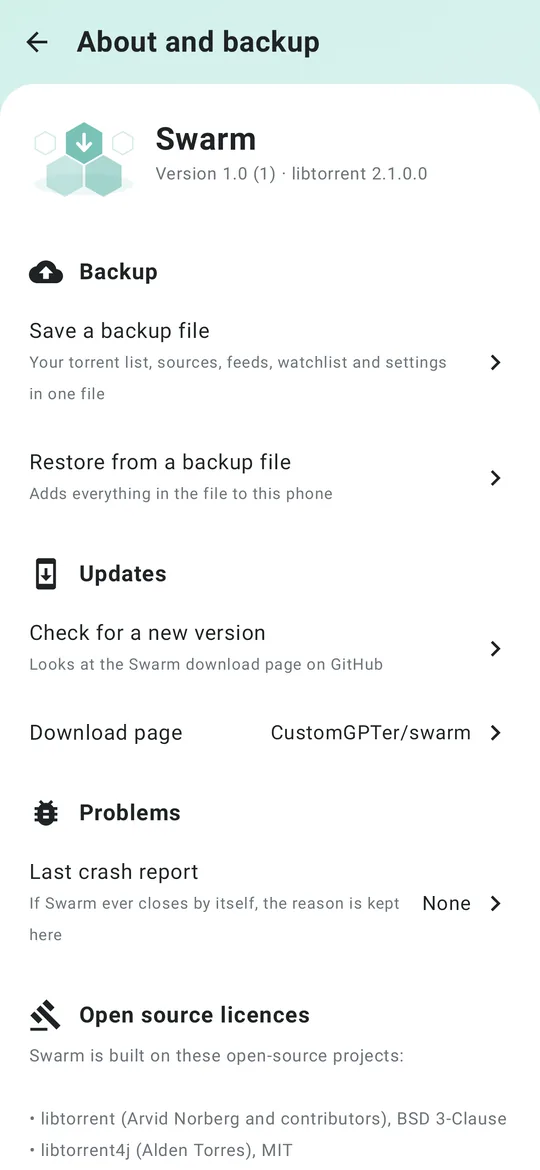 About and backup
Swarm
Version 1.0 (1) · libtorrent 2.1.0.0
Backup
Save a backup file
Your torrent list, sources, feeds, watchlist and settings
in one file
Restore from a backup file
Adds everything in the file to this phone
Updates
Check for a new version
Looks at the Swarm download page on GitHub
Download page CustomGPTer/swarm
Problems
Last crash report
If Swarm ever closes by itself, the reason is kept None
here
Open source licences
Swarm is built on these open-source projects:
• libtorrent (Arvid Norberg and contributors), BSD 3-Clause
• libtorrent4j (Alden Torres), MIT